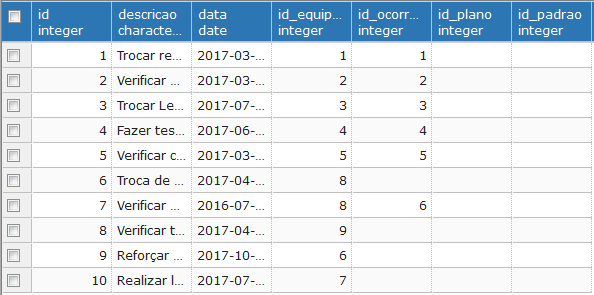 id descricao data id_equip... id_ocorr... id_plano id_padrao
integer characte... date integer integer integer integer
1 Trocar re... 2017-03-... 1 1
2 Verificar ... 2017-03-... 2 2
3 Trocar Le... 2017-07-... 3 3
4 Fazer tes... 2017-06-... 4 4
5 Verificar c... 2017-03-... 5 5
6 Troca de ... 2017-04-... 8
7 Verificar ... 2016-07-... 8 6
8 Verificar t... 2017-04-... 9
9 Reforçar ... 2017-10-... 6
10 Realizar l... 2017-07-... 7